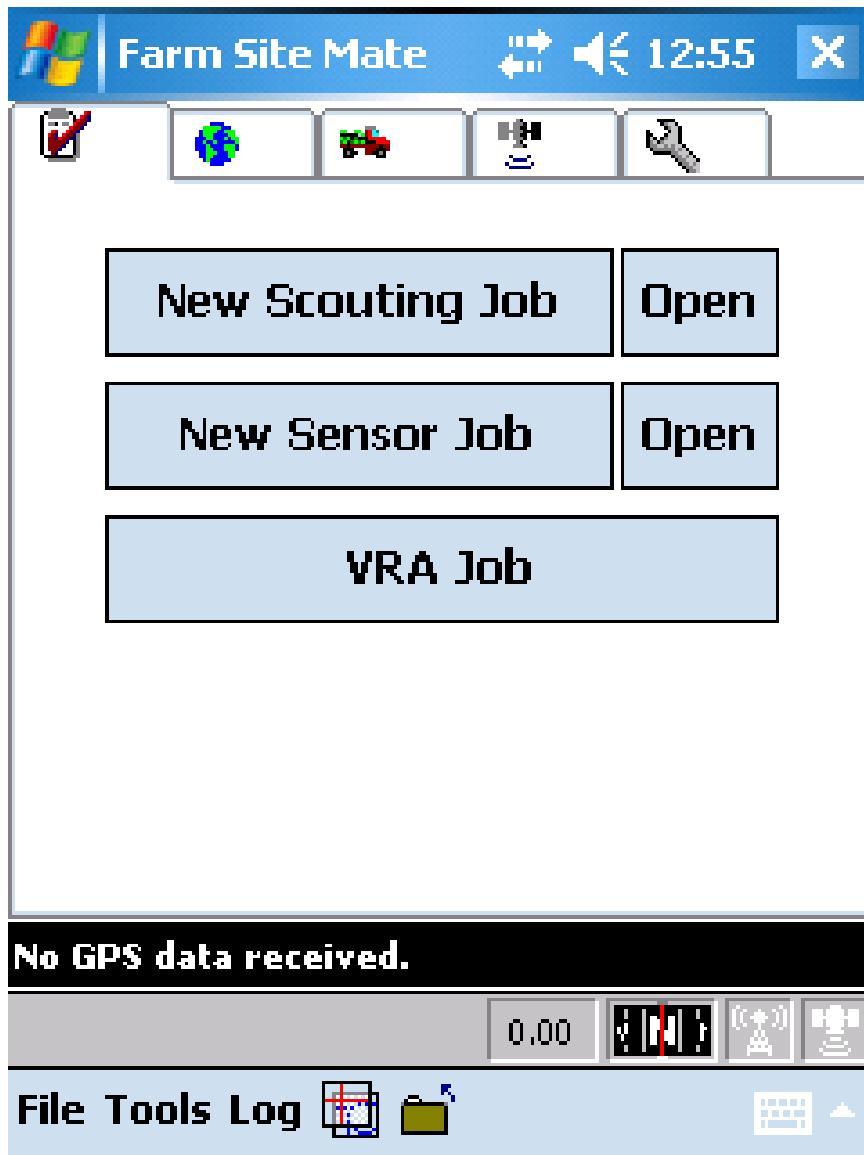 Farm Site Mate 12:55
New Scouting Job Open
New Sensor Job Open
VRA Job
No GPS data received.
0.00 N
File Tools Log